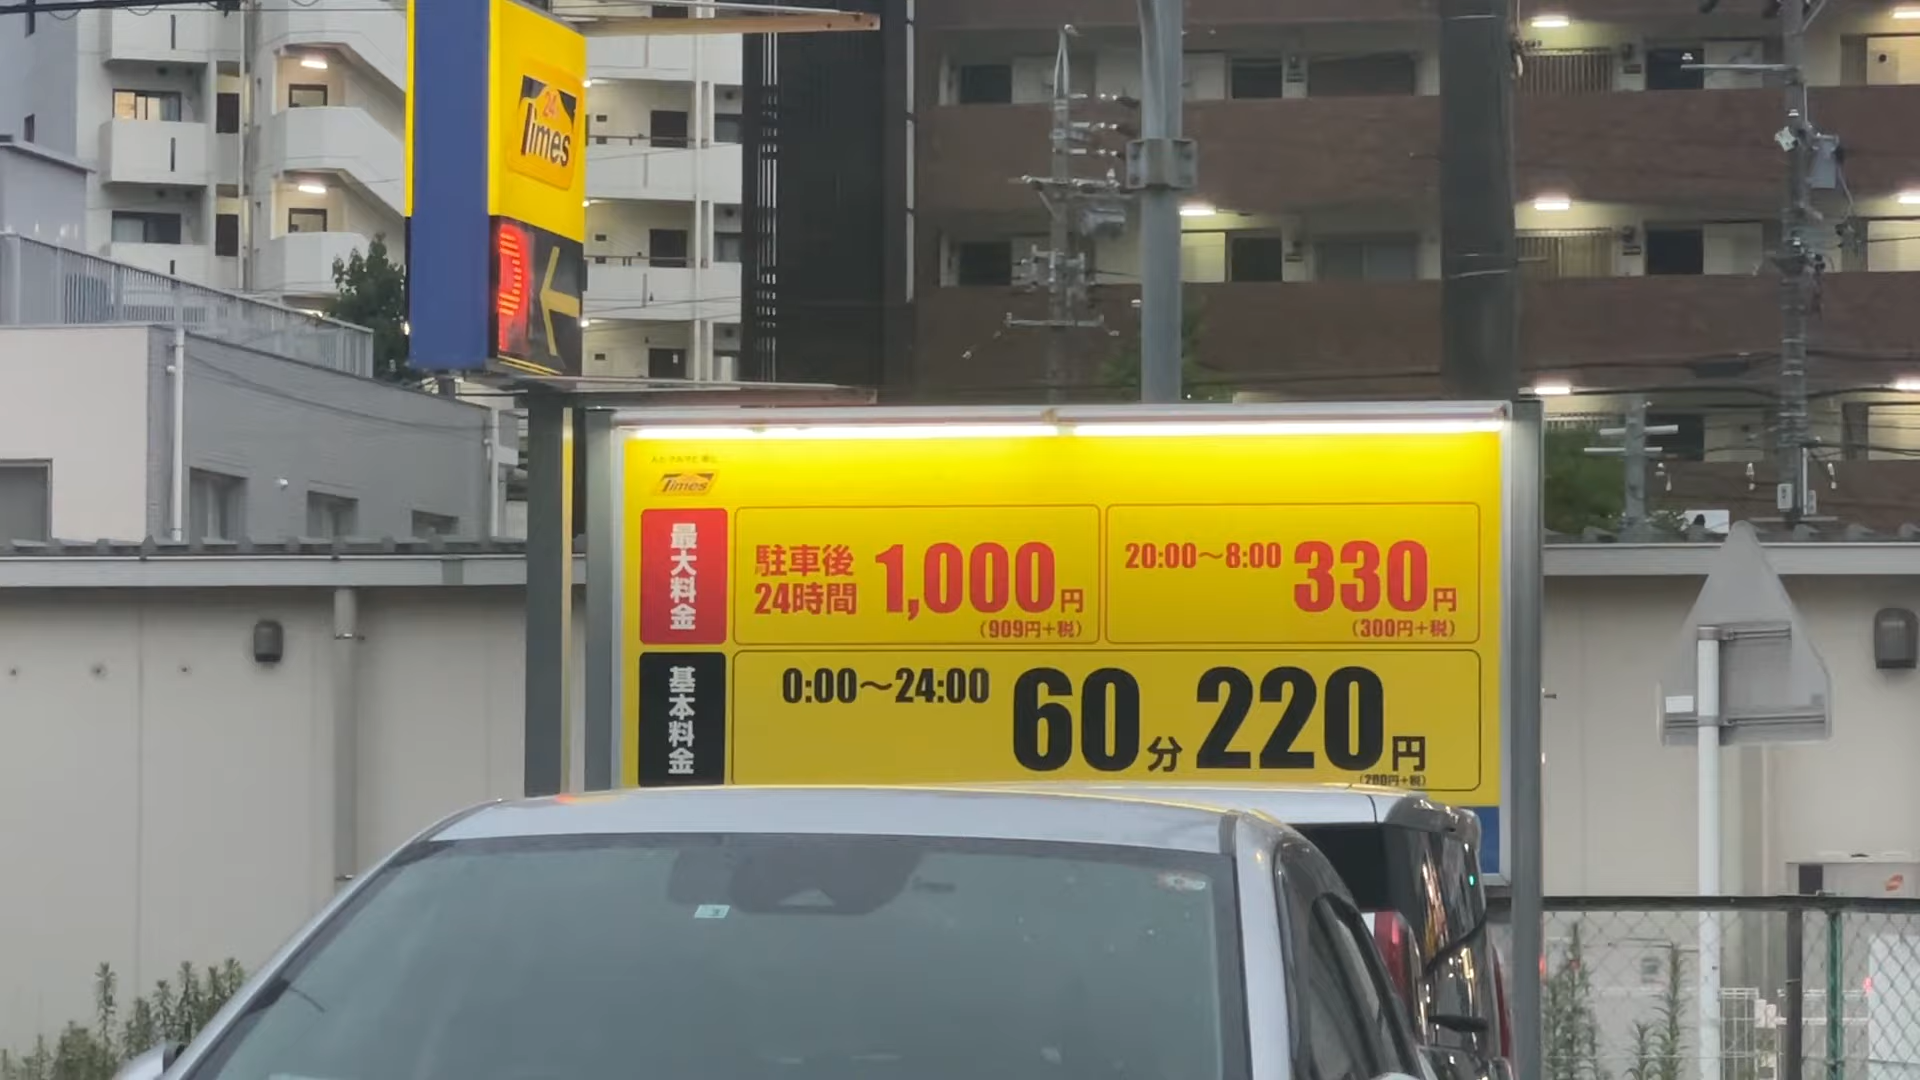 24
Times
P
Times
最大料金
駐車後
24時間
1,000円
(909円+税)
20:00～8:00 330円
(300円+税)
基本料金
0:00～24:00 60分 220円
(200円+税)